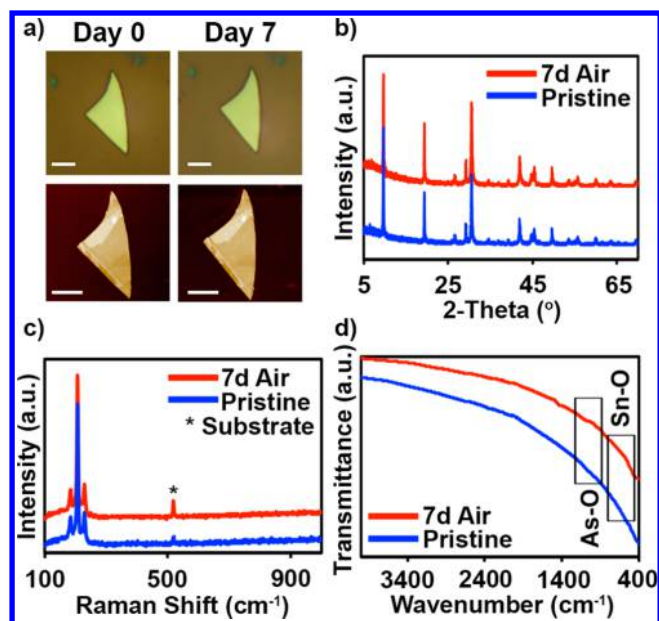 a) Day 0 Day 7
b)
7d Air
Pristine
Intensity (a.u.)
5 25 45 65
2-Theta (o)
c)
7d Air
Pristine
* Substrate
*
Intensity (a.u.)
100 500 900
Raman Shift (cm-1)
d)
Transmittance (a.u.)
7d Air
Pristine
As-O
Sn-O
3400 2400 1400 400
Wavenumber (cm-1)